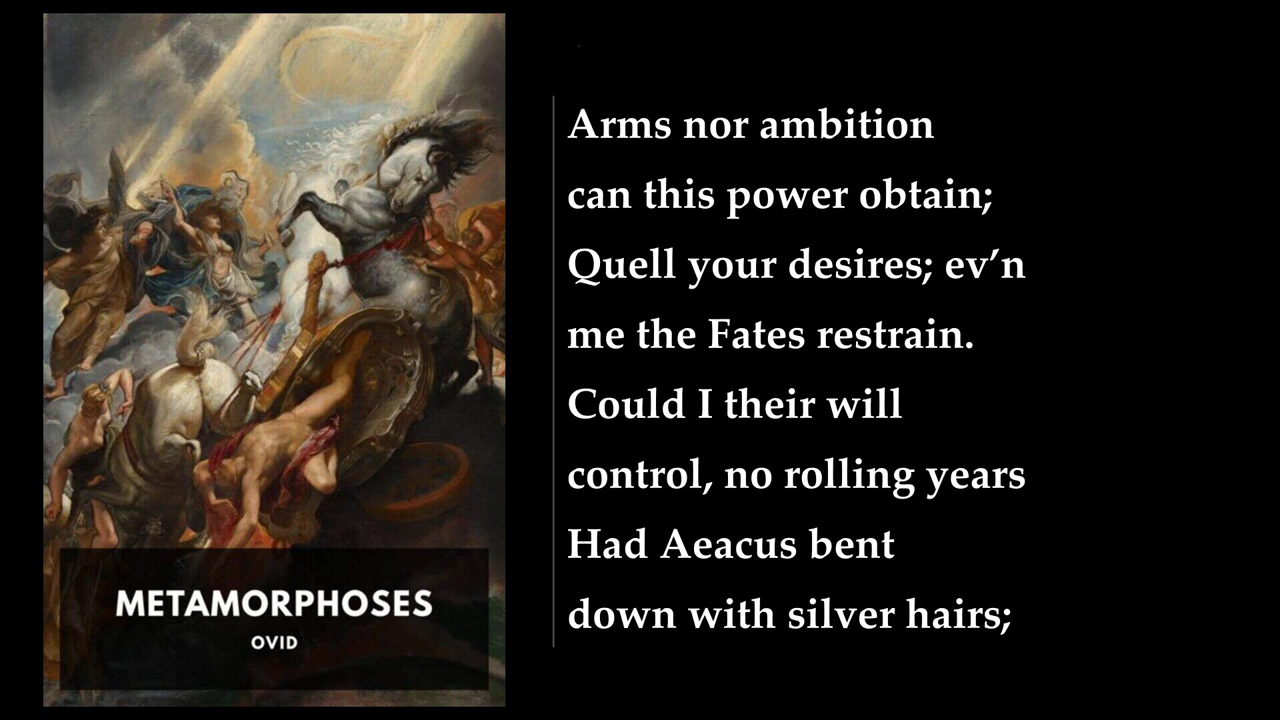 METAMORPHOSES
OVID
Arms nor ambition
can this power obtain;
Quell your desires; ev’n
me the Fates restrain.
Could I their will
control, no rolling years
Had Aeacus bent
down with silver hairs;